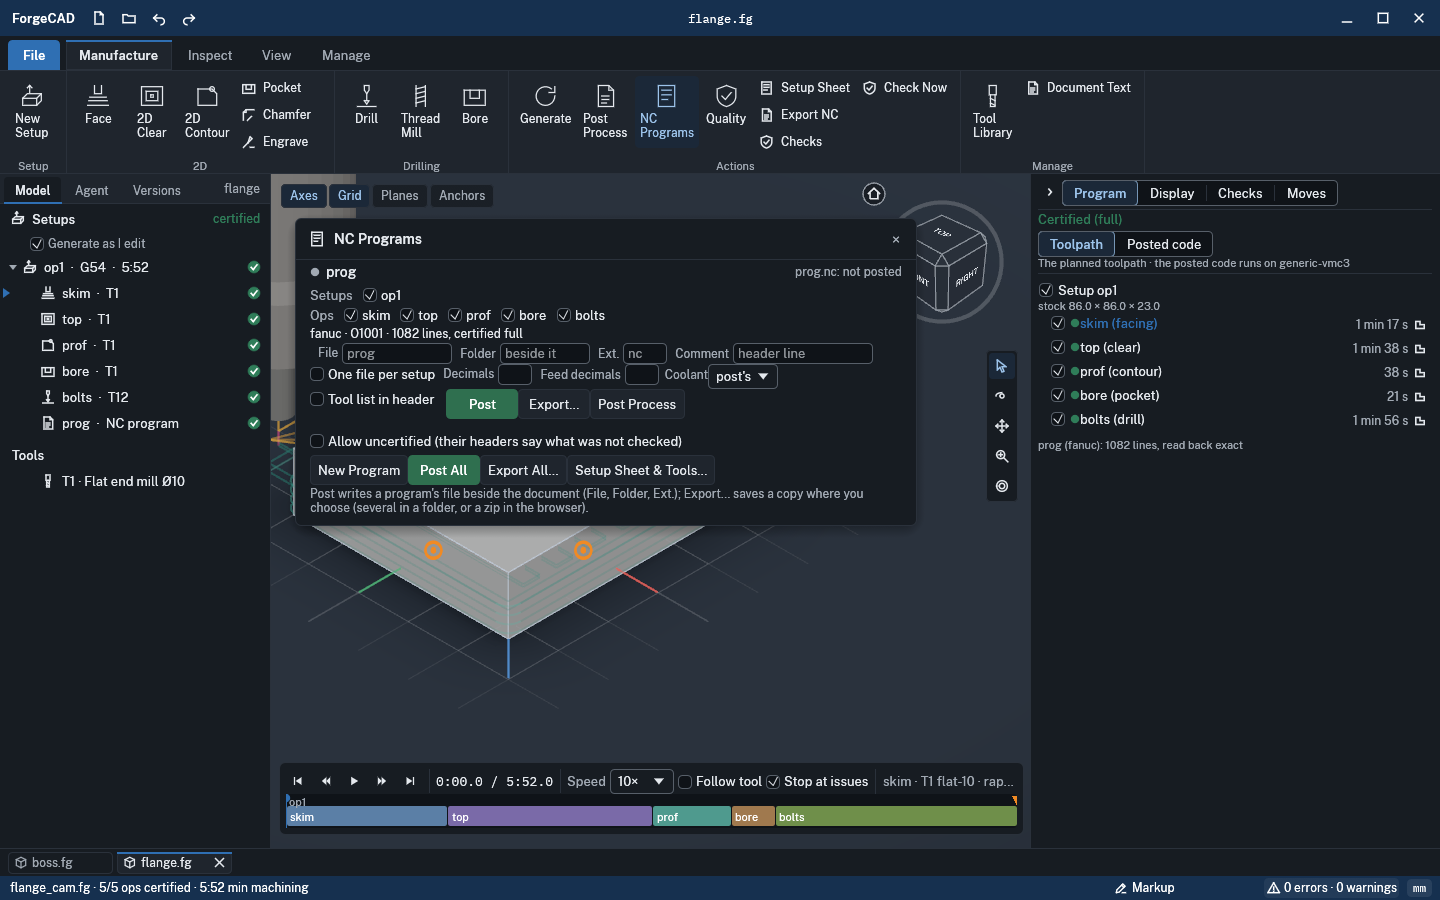 ForgeCAD
flange.fg
File
Manufacture
Inspect
View
Manage
New Setup
Setup
Face
2D Clear
2D Contour
Pocket
Chamfer
Engrave
2D
Drill
Thread Mill
Bore
Drilling
Generate
Post Process
NC Programs
Quality
Setup Sheet
Export NC
Checks
Check Now
Actions
Tool Library
Document Text
Manage
Model
Agent
Versions
flange
Setups
certified
Generate as I edit
op1 · G54 · 5:52
skim · T1
top · T1
prof · T1
bore · T1
bolts · T12
prog · NC program
Tools
T1 · Flat end mill Ø10
Axes
Grid
Planes
Anchors
TOP
RIGHT
NC Programs
×
prog
prog.nc: not posted
Setups
op1
Ops
skim
top
prof
bore
bolts
fanuc · O1001 · 1082 lines, certified full
File
prog
Folder
beside it
Ext.
nc
Comment
header line
One file per setup
Decimals
Feed decimals
Coolant
post's
Tool list in header
Post
Export...
Post Process
Allow uncertified (their headers say what was not checked)
New Program
Post All
Export All...
Setup Sheet & Tools...
Post writes a program's file beside the document (File, Folder, Ext.); Export... saves a copy where you
choose (several in a folder, or a zip in the browser).
0:00.0 / 5:52.0
Speed
10×
Follow tool
Stop at issues
skim · T1 flat-10 · rap...
op1
skim
top
prof
bore
bolts
Program
Display
Checks
Moves
Certified (full)
Toolpath
Posted code
The planned toolpath · the posted code runs on generic-vmc3
Setup op1
stock 86.0 × 86.0 × 23.0
skim (facing)
1 min 17 s
top (clear)
1 min 38 s
prof (contour)
38 s
bore (pocket)
21 s
bolts (drill)
1 min 56 s
prog (fanuc): 1082 lines, read back exact
boss.fg
flange.fg
flange_cam.fg · 5/5 ops certified · 5:52 min machining
Markup
0 errors · 0 warnings
mm